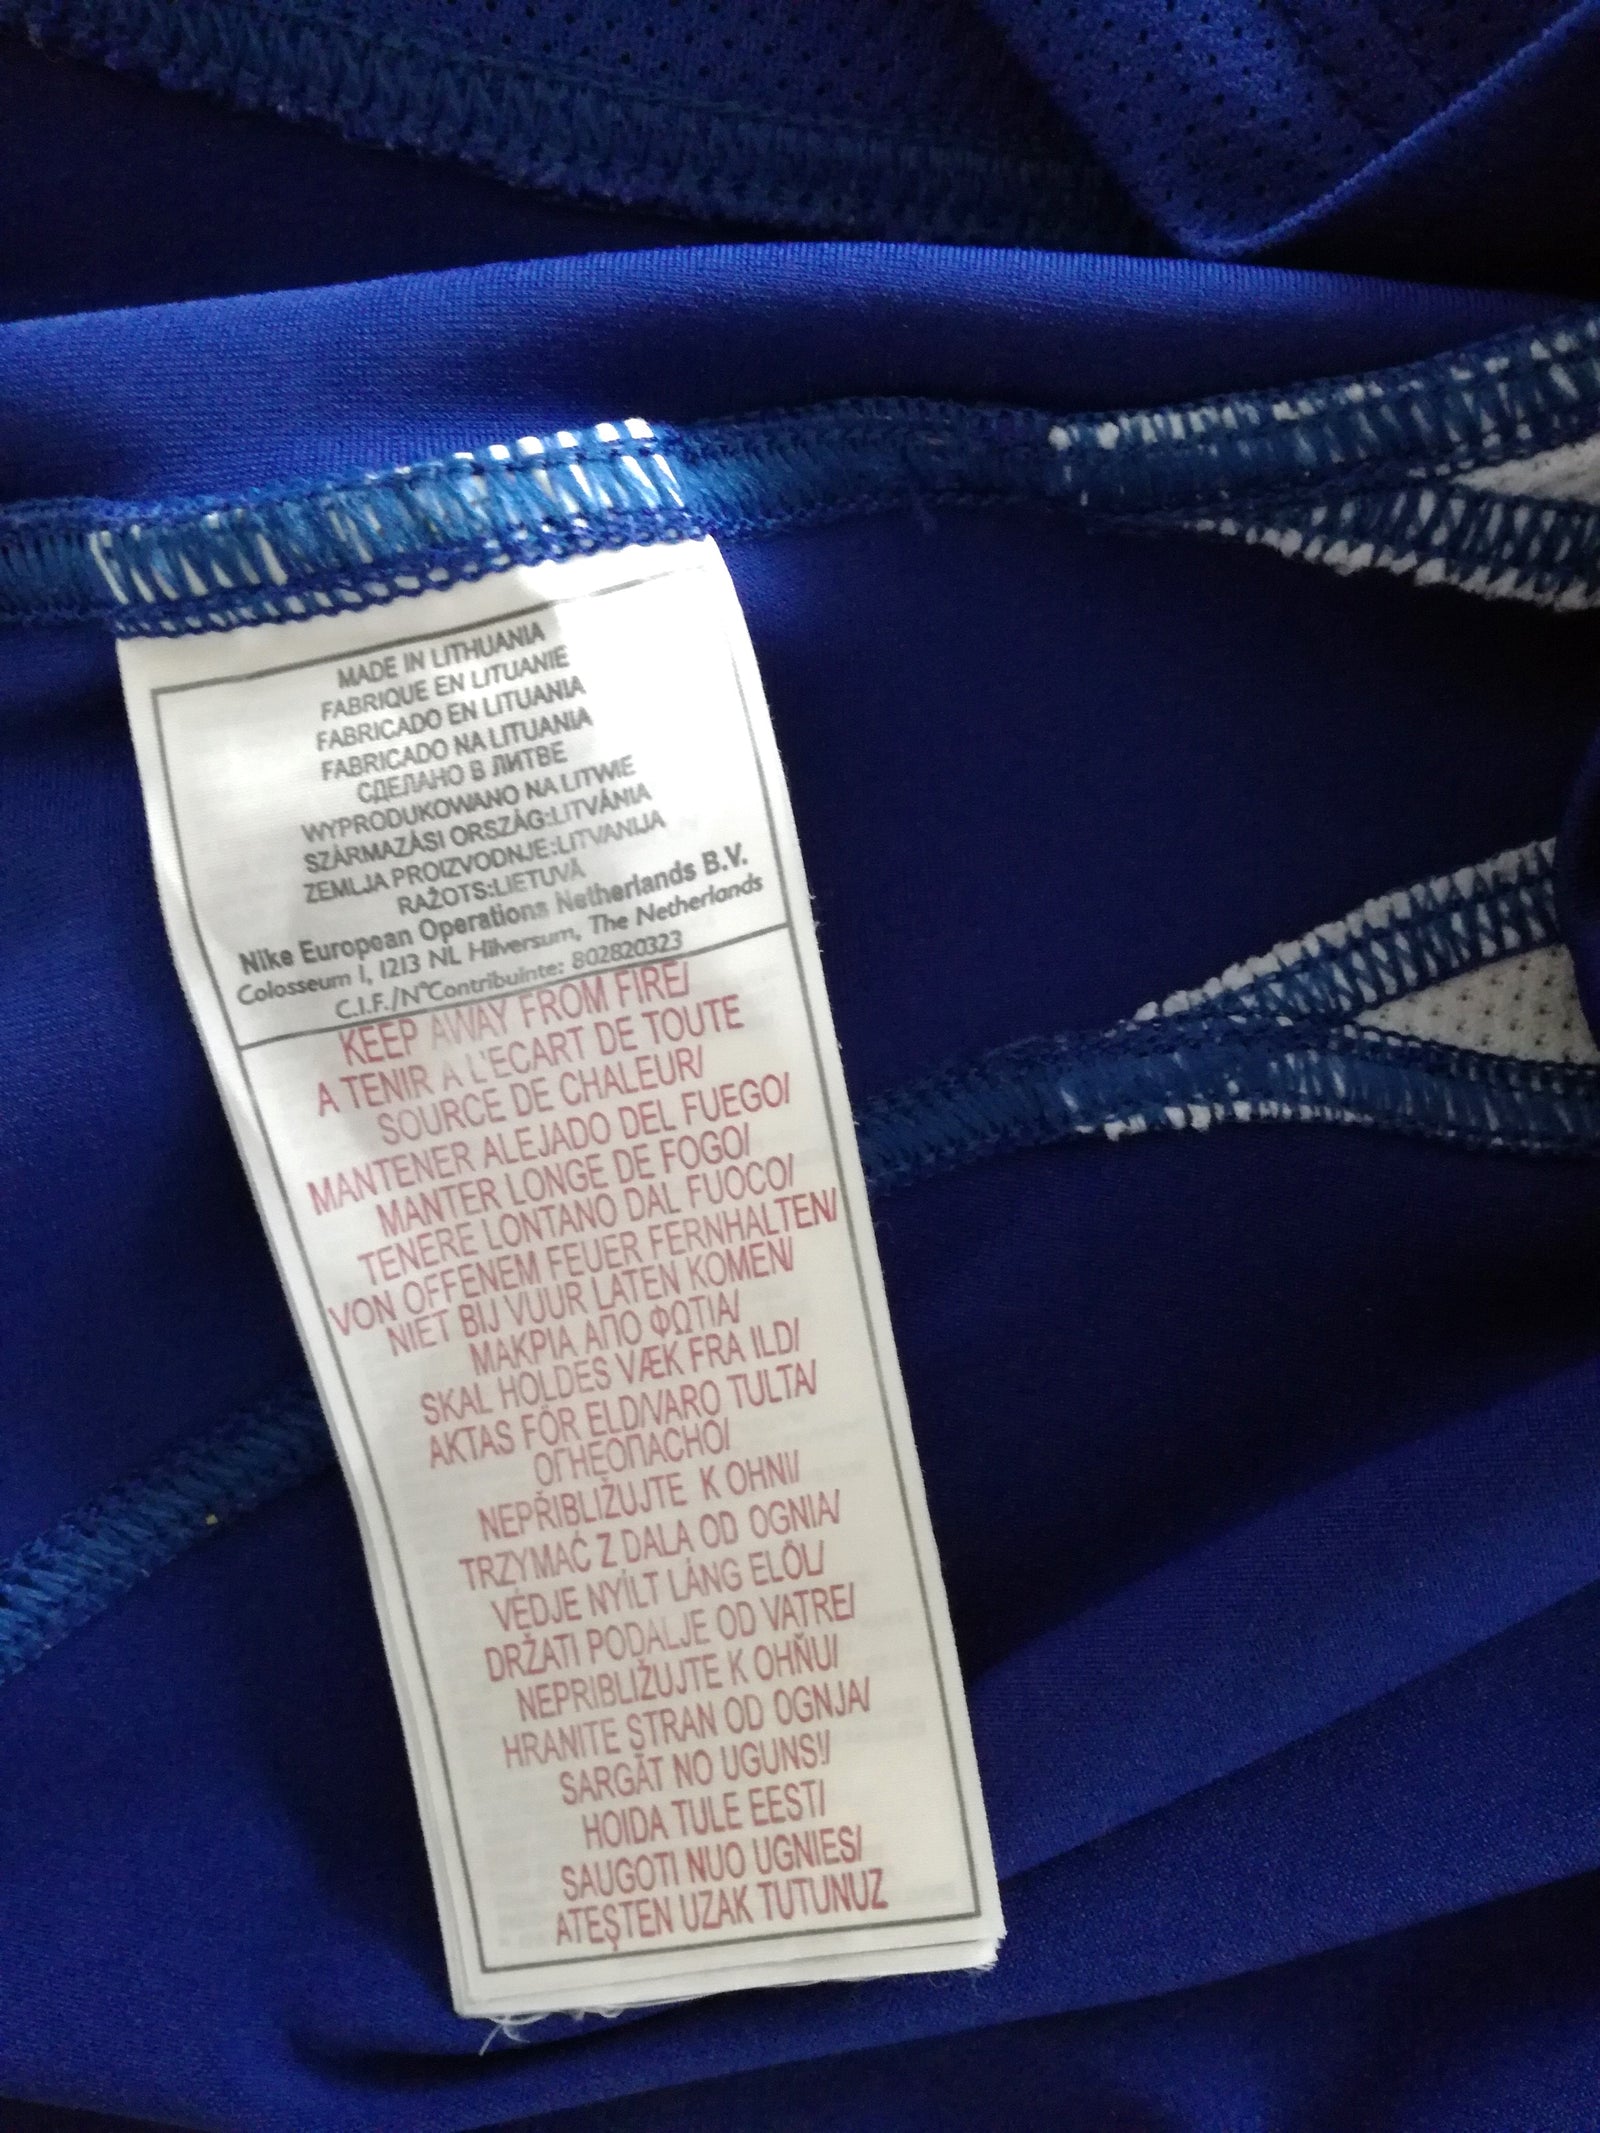 MADE IN LITHUANIA
FABRIQUE EN LITUANIE
FABRICADO EN LITUANIA
FABRICADO NA LITUANIA
СДЕЛАНО В ЛИТВЕ
WYPRODUKOWANO NA LITWIE
SZÁRMAZÁSI ORSZÁG:LITVÁNIA
ZEMLJA PROIZVODNJE:LITVANIJA
RAŽOTS:LIETUVĀ
Nike European Operations Netherlands B.V.
Colosseum 1, 1213 NL Hilversum, The Netherlands
C.I.F./N°Contribuinte: 802820323
KEEP AWAY FROM FIRE/
A TENIR A L'ECART DE TOUTE
SOURCE DE CHALEUR/
MANTENER ALEJADO DEL FUEGO/
MANTER LONGE DE FOGO/
TENERE LONTANO DAL FUOCO/
VON OFFENEM FEUER FERNHALTEN/
NIET BIJ VUUR LATEN KOMEN/
ΜΑΚΡΙΑ ΑΠΟ ΦΩΤΙΑ/
SKAL HOLDES VÆK FRA ILD/
AKTAS FÖR ELD/VARO TULTA/
ОГНЕОПАСНО/
NEPŘIBLIŽUJTE K OHNI/
TRZYMAĆ Z DALA OD OGNIA/
VÉDJE NYÍLT LÁNG ELÖL/
DRŽATI PODALJE OD VATRE/
NEPRIBLIŽUJTE K OHŇU/
HRANITE STRAN OD OGNJA/
SARGĀT NO UGUNS!/
HOIDA TULE EEST/
SAUGOTI NUO UGNIES/
ATEŞTEN UZAK TUTUNUZ